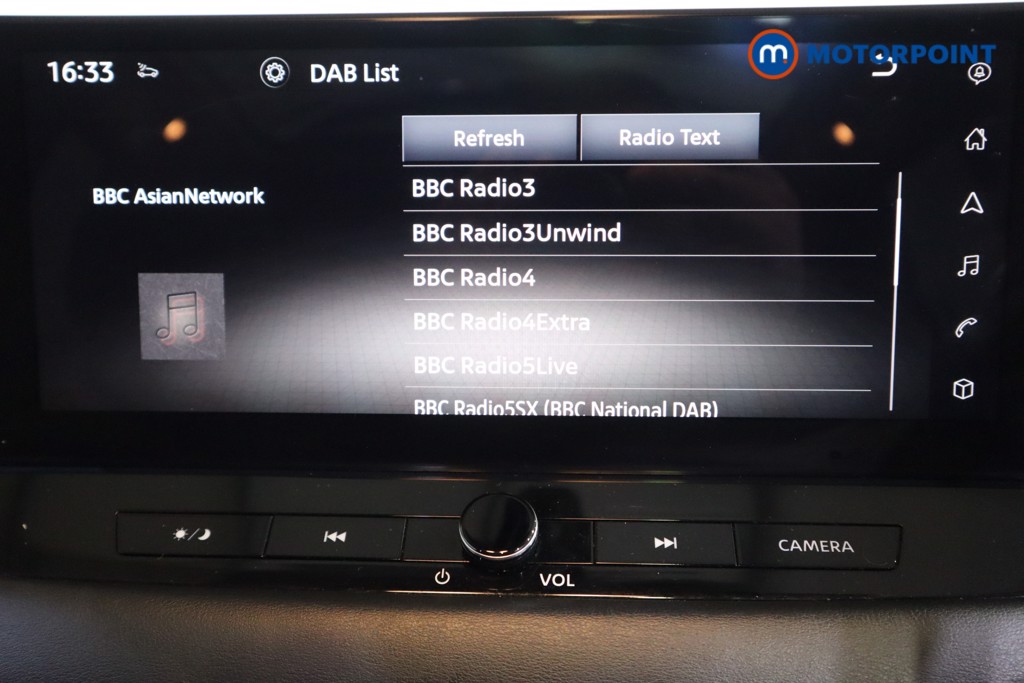 16:33 DAB List
m MOTORPOINT
Refresh Radio Text
BBC AsianNetwork
BBC Radio3
BBC Radio3Unwind
BBC Radio4
BBC Radio4Extra
BBC Radio5Live
BBC Radio5SX (BBC National DAB)
CAMERA
VOL